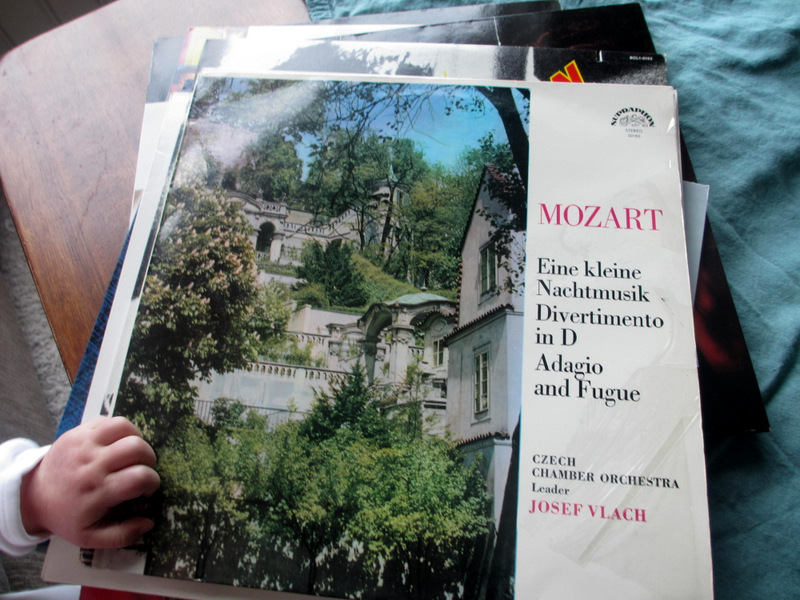 SUPRAPHON
STEREO
MOZART
Eine kleine
Nachtmusik
Divertimento
in D
Adagio
and Fugue
CZECH
CHAMBER ORCHESTRA
Leader
JOSEF VLACH